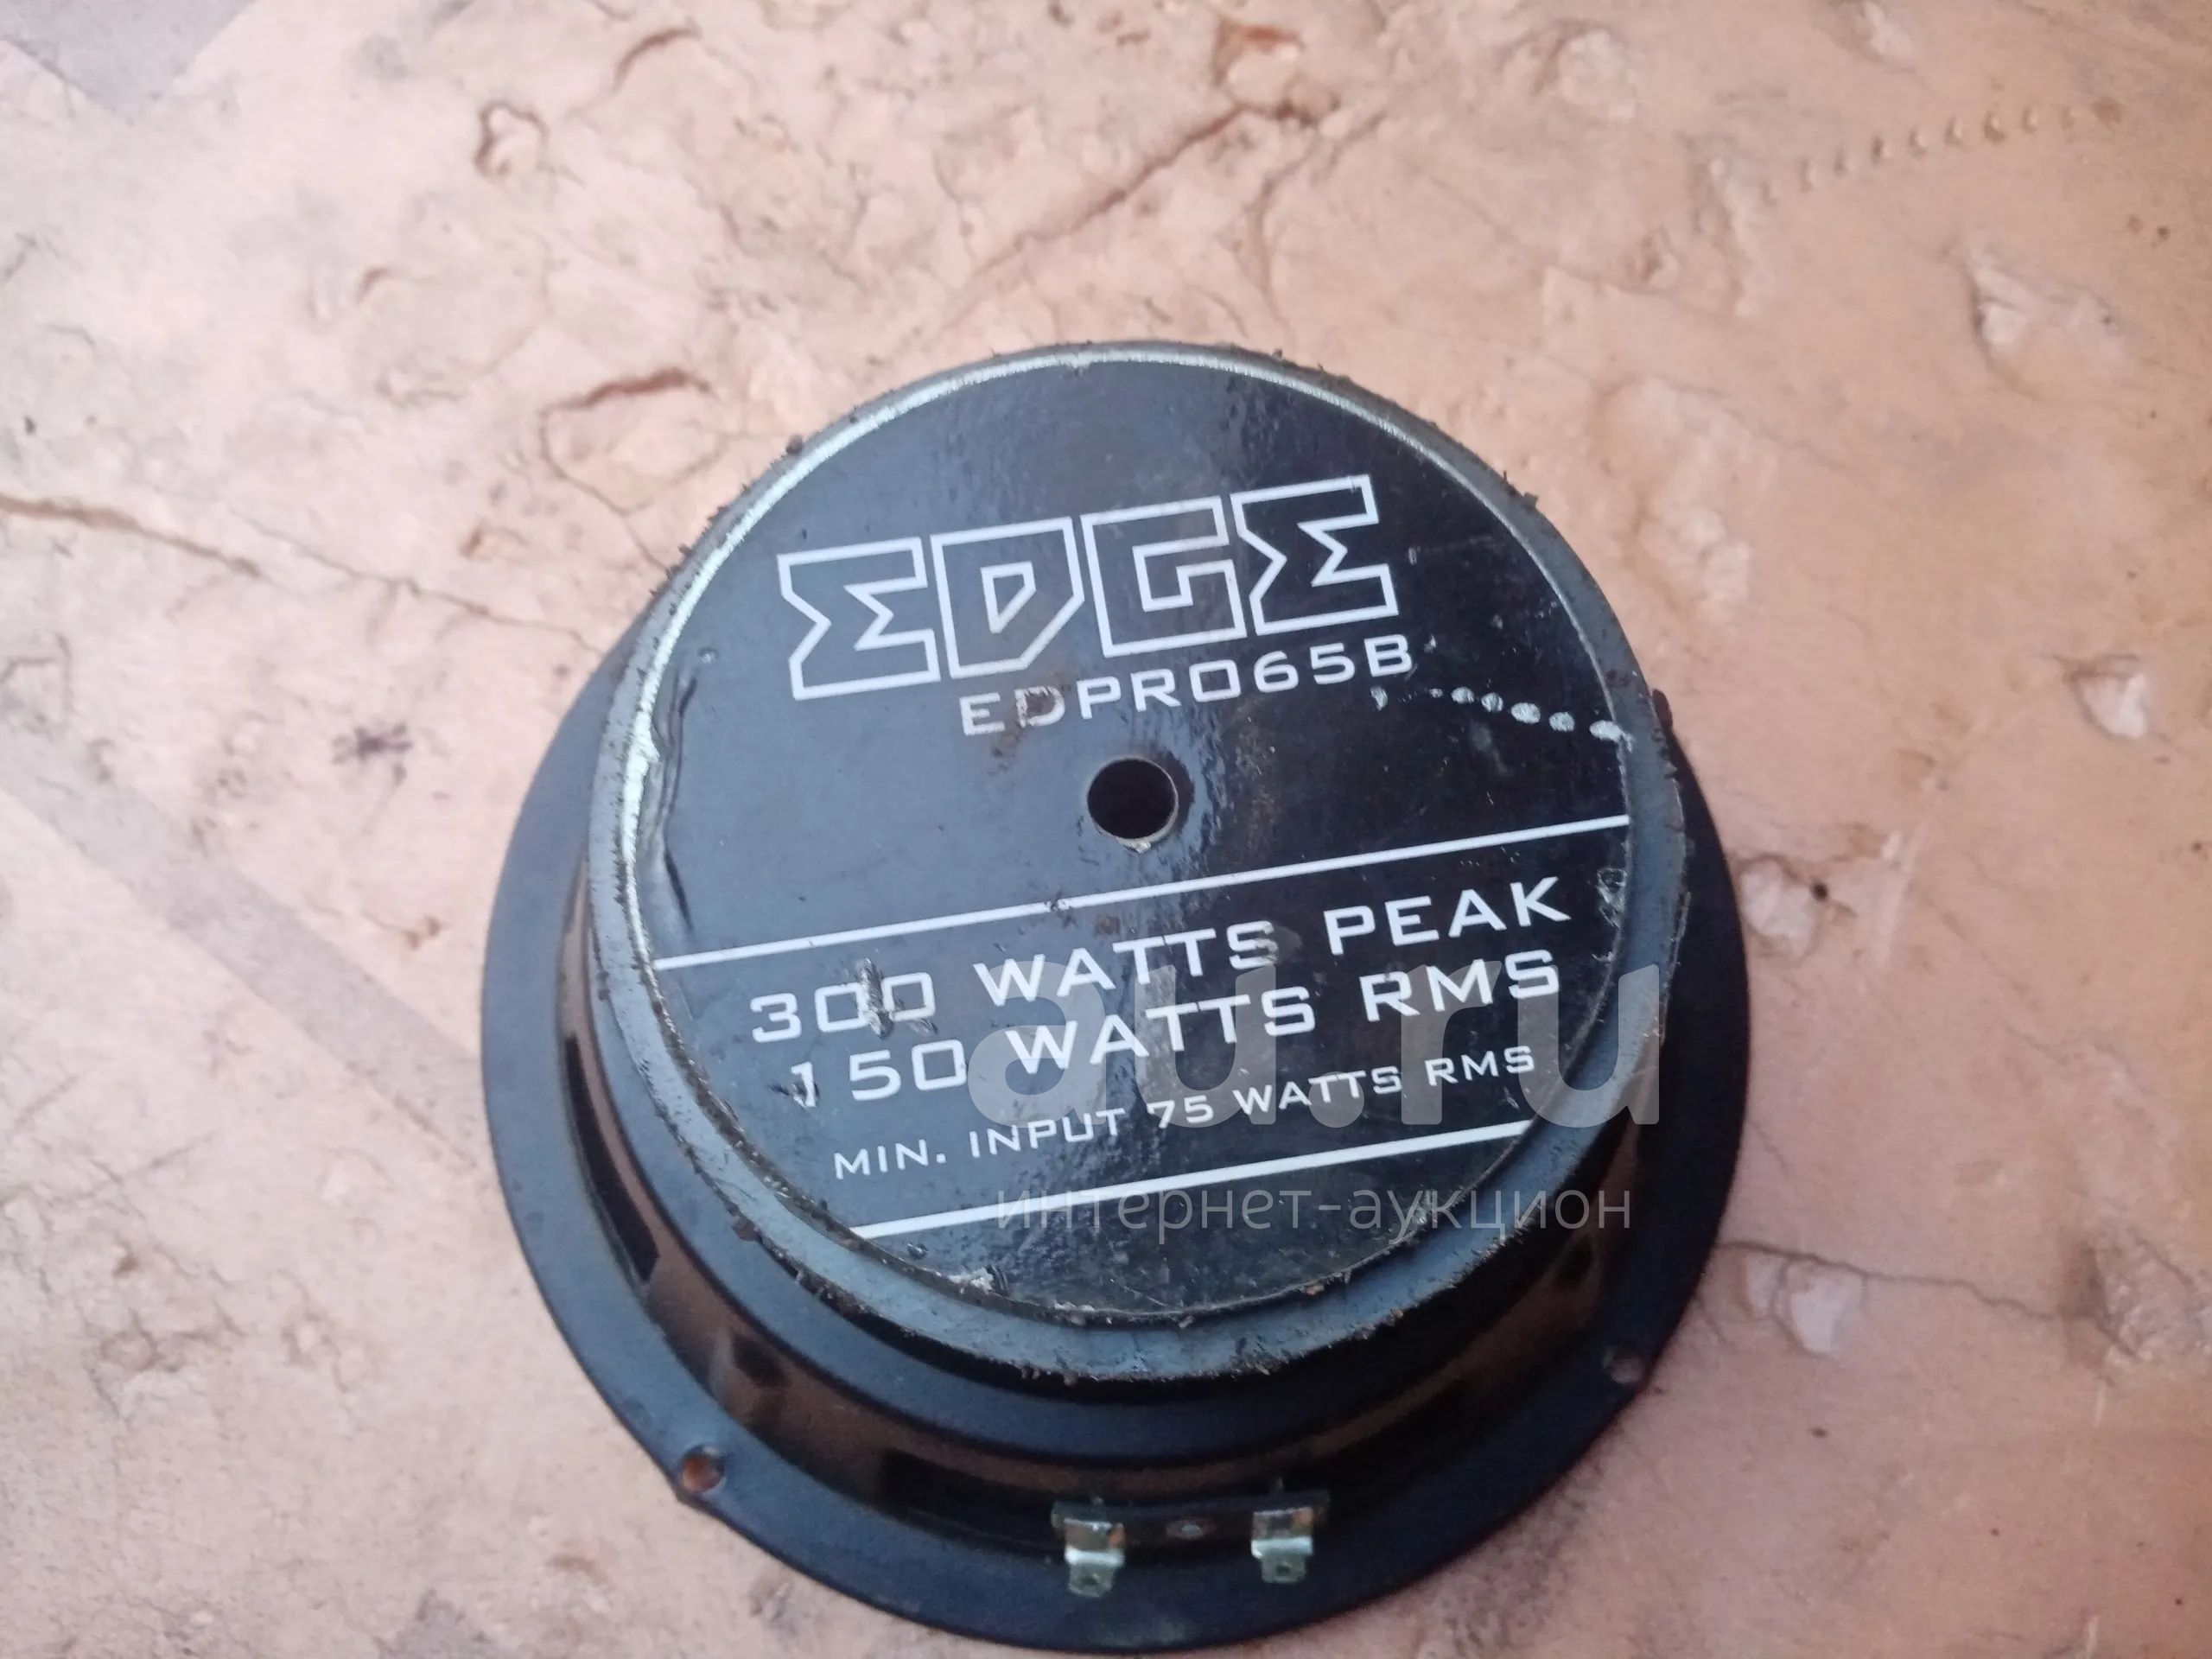 EDGE
EDPRO65B
300 WATTS PEAK
150 WATTS RMS
MIN. INPUT 75 WATTS RMS
au.ru
интернет-аукцион